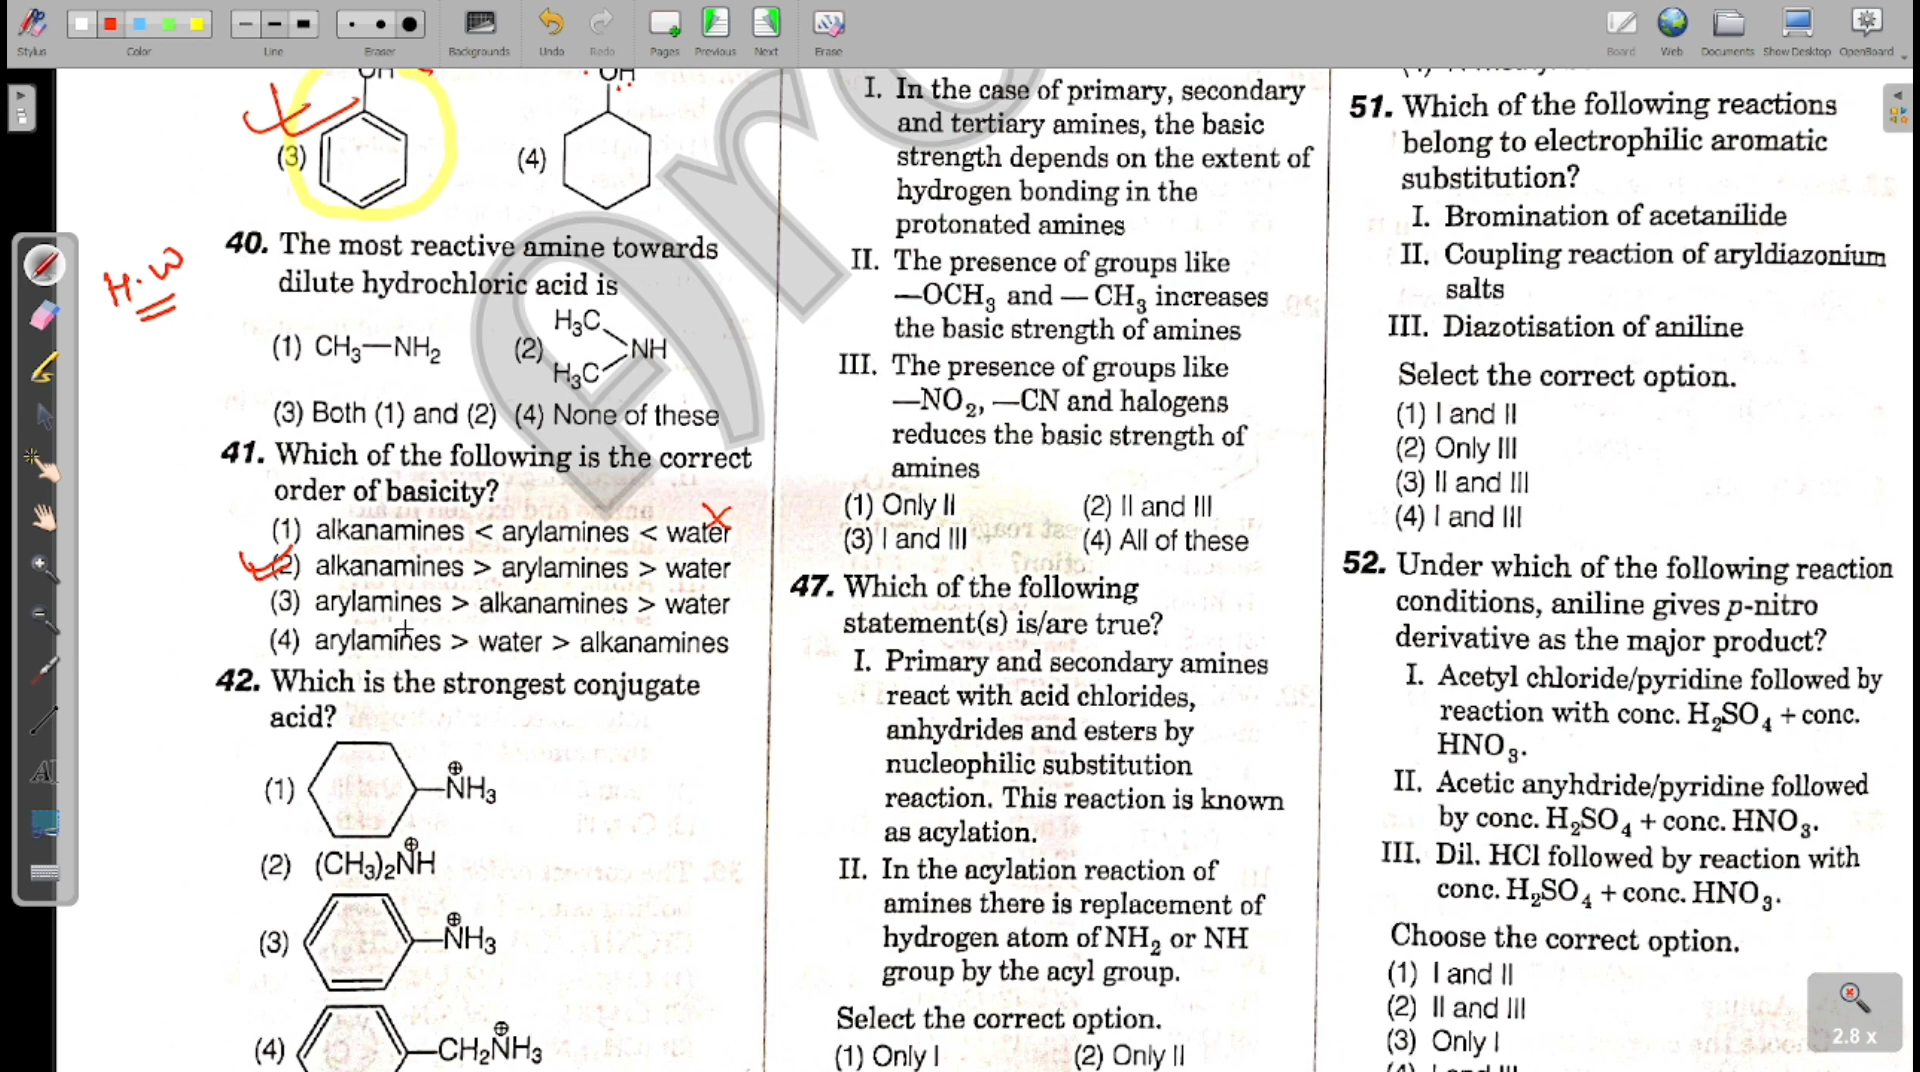 Stylus
Color
Line
Eraser
Backgrounds
Undo
Redo
Pages
Previous
Next
Erase
Board
Web
Documents
Show Desktop
OpenBoard
OH
(3)
OH
(4)
H.W
40. The most reactive amine towards
dilute hydrochloric acid is
(1) CH₃—NH₂
(2) H₃C
NH
H₃C
(3) Both (1) and (2) (4) None of these
41. Which of the following is the correct
order of basicity?
(1) alkanamines < arylamines < water
(2) alkanamines > arylamines > water
(3) arylamines > alkanamines > water
(4) arylamines > water > alkanamines
42. Which is the strongest conjugate
acid?
(1) —N⊕H₃
(2) (CH₃)₂N⊕H
(3) —N⊕H₃
(4) —CH₂N⊕H₃
I. In the case of primary, secondary
and tertiary amines, the basic
strength depends on the extent of
hydrogen bonding in the
protonated amines
II. The presence of groups like
—OCH₃ and — CH₃ increases
the basic strength of amines
III. The presence of groups like
—NO₂, —CN and halogens
reduces the basic strength of
amines
(1) Only II (2) II and III
(3) I and III (4) All of these
47. Which of the following
statement(s) is/are true?
I. Primary and secondary amines
react with acid chlorides,
anhydrides and esters by
nucleophilic substitution
reaction. This reaction is known
as acylation.
II. In the acylation reaction of
amines there is replacement of
hydrogen atom of NH₂ or NH
group by the acyl group.
Select the correct option.
(1) Only I (2) Only II
51. Which of the following reactions
belong to electrophilic aromatic
substitution?
I. Bromination of acetanilide
II. Coupling reaction of aryldiazonium
salts
III. Diazotisation of aniline
Select the correct option.
(1) I and II
(2) Only III
(3) II and III
(4) I and III
52. Under which of the following reaction
conditions, aniline gives p-nitro
derivative as the major product?
I. Acetyl chloride/pyridine followed by
reaction with conc. H₂SO₄ + conc.
HNO₃.
II. Acetic anyhdride/pyridine followed
by conc. H₂SO₄ + conc. HNO₃.
III. Dil. HCl followed by reaction with
conc. H₂SO₄ + conc. HNO₃.
Choose the correct option.
(1) I and II
(2) II and III
(3) Only I
2.8 x